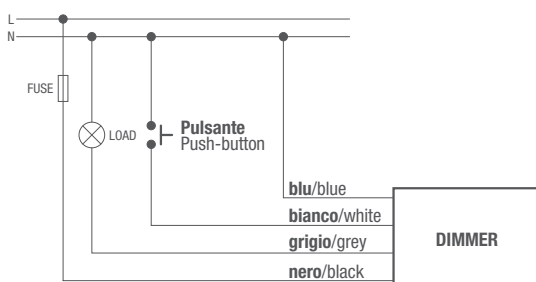 L
N
FUSE
LOAD
Pulsante
Push-button
blu/blue
bianco/white
grigio/grey
nero/black
DIMMER